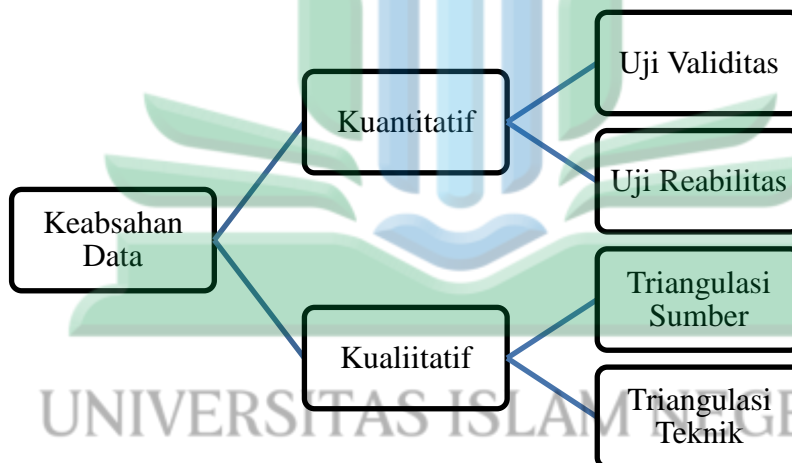 Keabsahan
Data
Kuantitatif
Uji Validitas
Uji Reabilitas
Kualiitatif
Triangulasi
Sumber
Triangulasi
Teknik
UNIVERSITAS ISLAM NEGE